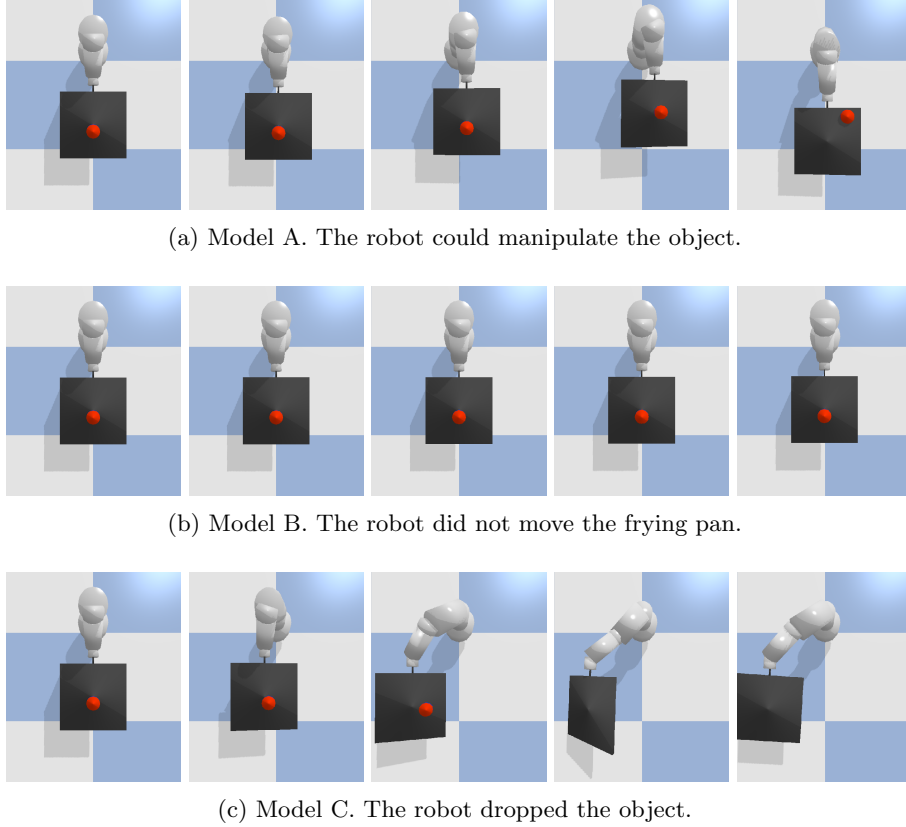 (a) Model A. The robot could manipulate the object.
(b) Model B. The robot did not move the frying pan.
(c) Model C. The robot dropped the object.